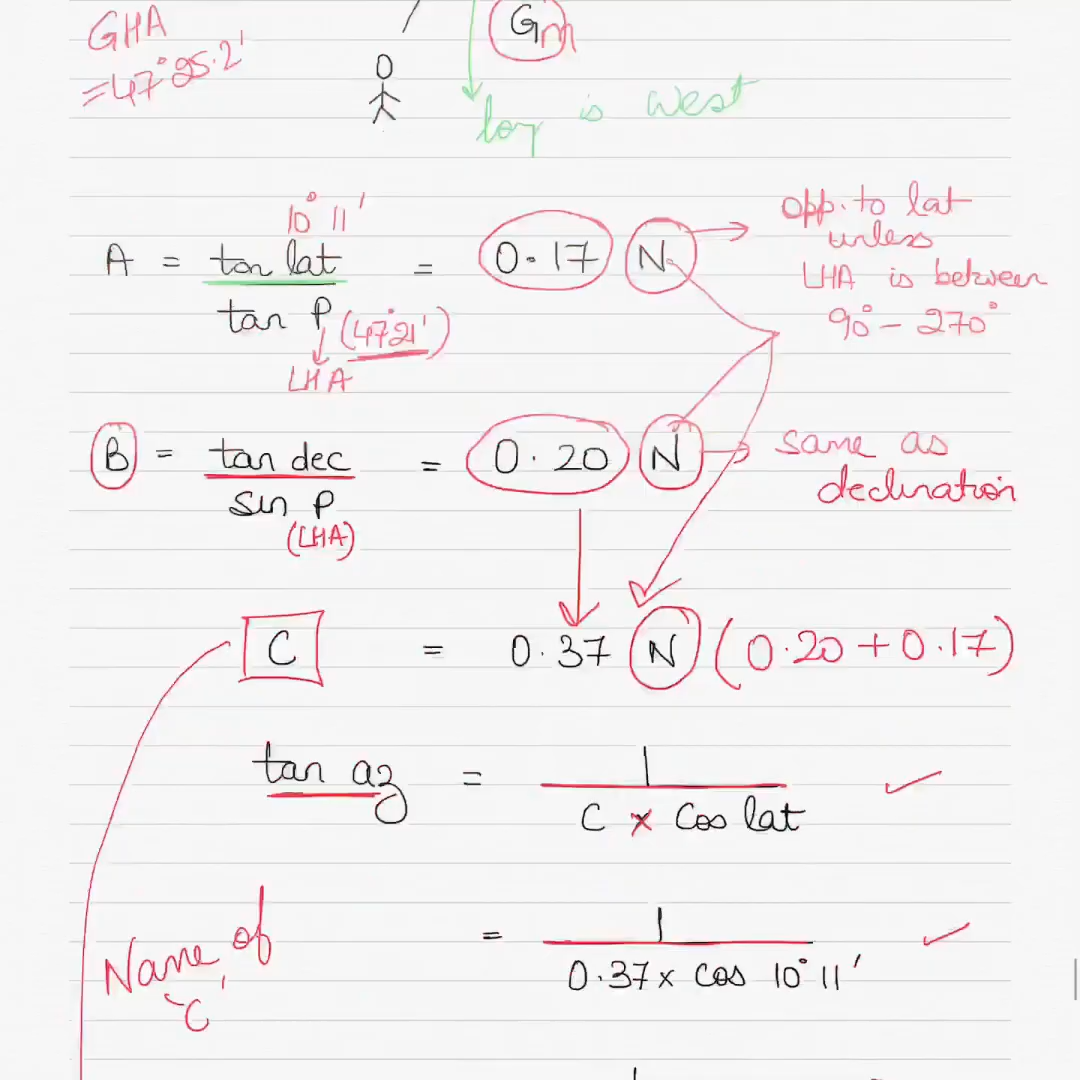 GHA
=47°25.2'
Gm
long is west
10° 11'
A = tan lat / tan P = 0.17 N
(47°21')
LHA
opp. to lat
unless
LHA is between
90° - 270°
B = tan dec / sin P = 0.20 N
(LHA)
same as
declination
C = 0.37 N (0.20 + 0.17)
tan az = 1 / C × Cos lat ✓
Name of
'C'
= 1 / 0.37 × cos 10° 11' ✓